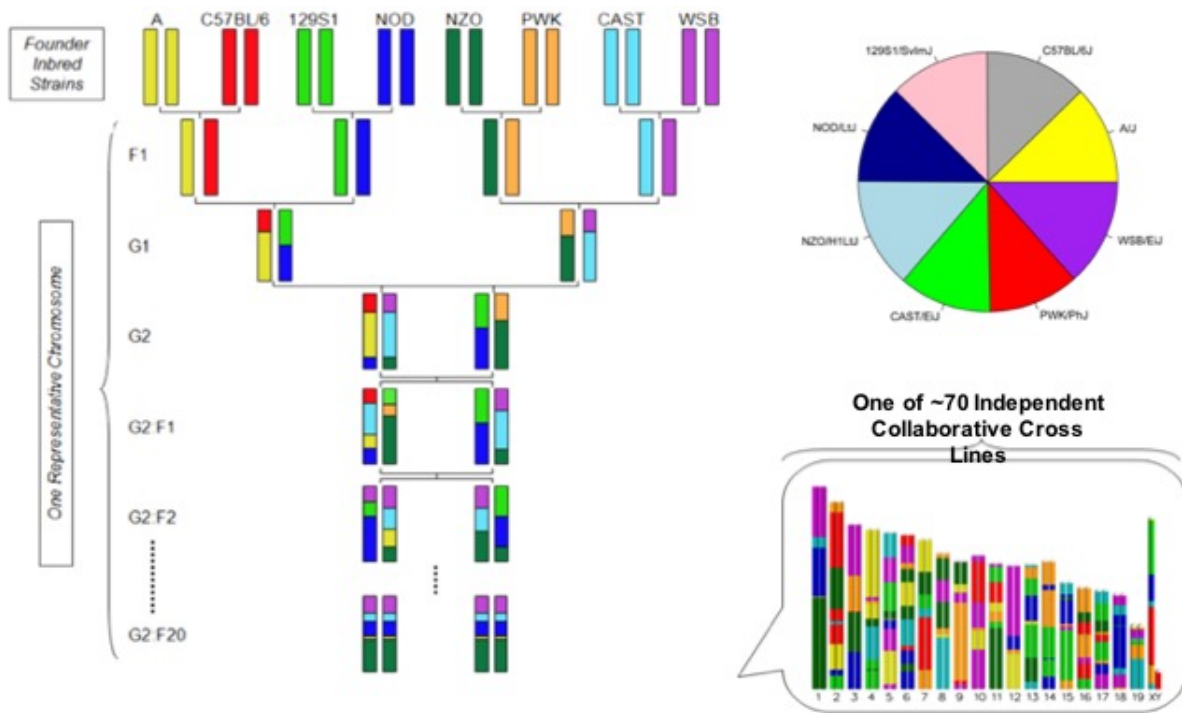 Founder
Inbred
Strains
A C57BL/6 129S1 NOD NZO PWK CAST WSB
F1
G1
G2
G2:F1
G2:F2
G2:F20
One Representative Chromosome
129S1/SvImJ
C57BL/6J
NOD/LtJ
A/J
NZO/H1LtJ
WSB/EiJ
CAST/EiJ
PWK/PhJ
One of ~70 Independent
Collaborative Cross
Lines
1 2 3 4 5 6 7 8 9 10 11 12 13 14 15 16 17 18 19 XY